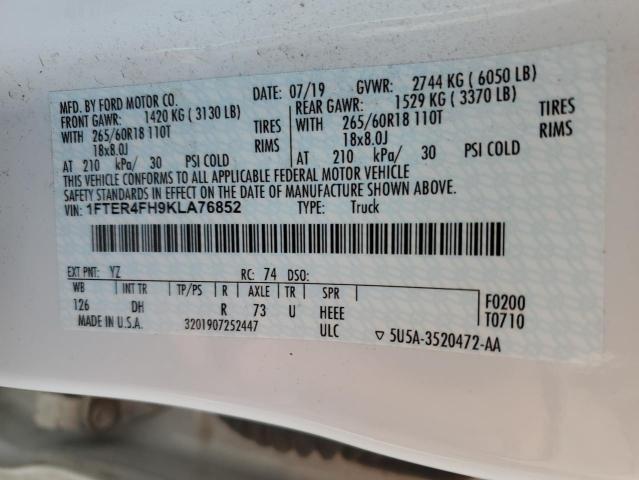 MFD. BY FORD MOTOR CO.
DATE: 07/19 GVWR: 2744 KG ( 6050 LB)
FRONT GAWR: 1420 KG ( 3130 LB)
REAR GAWR: 1529 KG ( 3370 LB)
WITH 265/60R18 110T TIRES
WITH 265/60R18 110T TIRES
18x8.0J RIMS
18x8.0J RIMS
AT 210 kPa/ 30 PSI COLD
AT 210 kPa/ 30 PSI COLD
THIS VEHICLE CONFORMS TO ALL APPLICABLE FEDERAL MOTOR VEHICLE
SAFETY STANDARDS IN EFFECT ON THE DATE OF MANUFACTURE SHOWN ABOVE.
VIN: 1FTER4FH9KLA76852 TYPE: Truck
EXT PNT: YZ RC: 74 DSO:
WB INT TR TP/PS R AXLE TR SPR F0200
126 DH R 73 U HEEE T0710
MADE IN U.S.A. 3201907252447 ULC ▽ 5U5A-3520472-AA